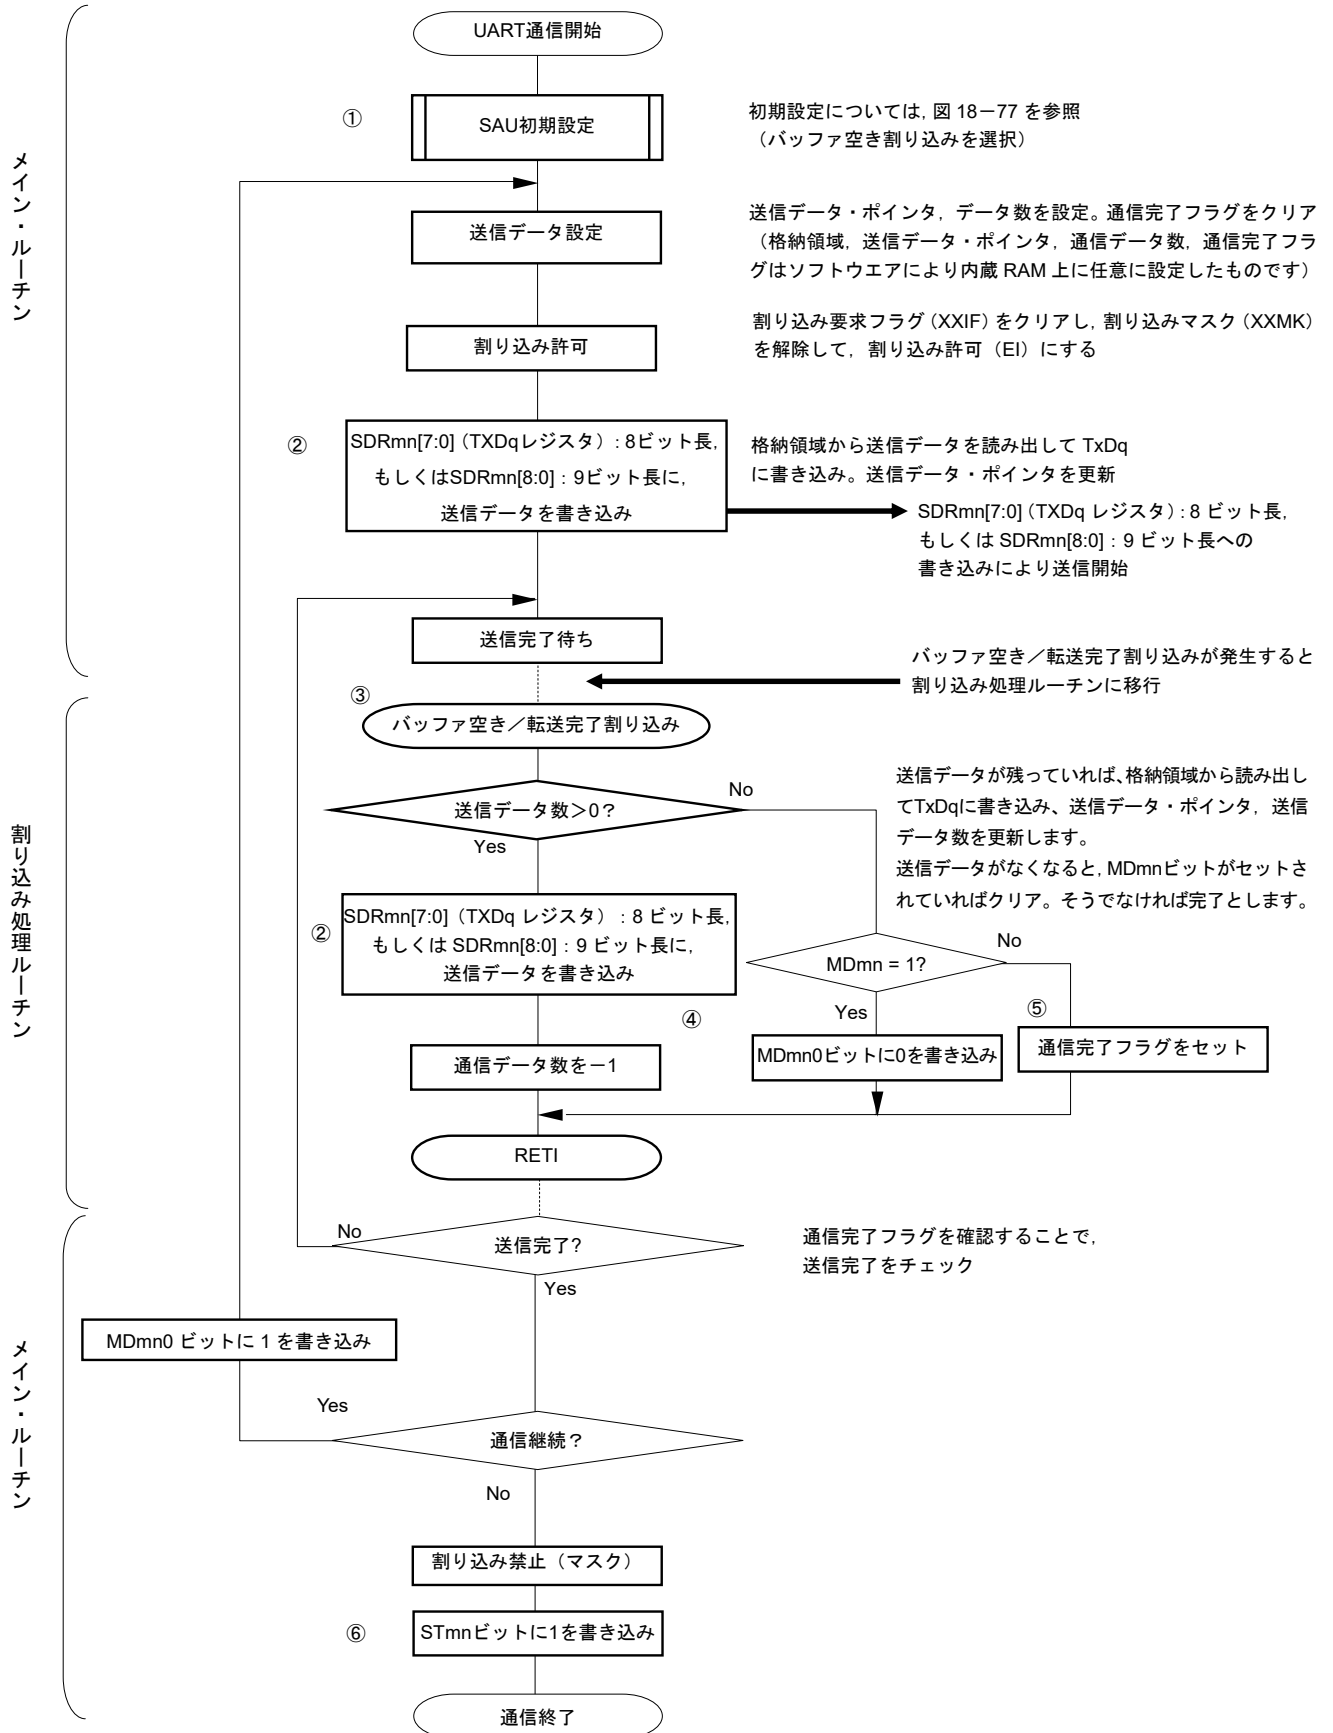 UART通信開始
①
SAU初期設定
初期設定については, 図 18－77 を参照
（バッファ空き割り込みを選択）
メイン・ルーチン
送信データ設定
送信データ・ポインタ，データ数を設定。通信完了フラグをクリア
（格納領域，送信データ・ポインタ，通信データ数，通信完了フラ
グはソフトウエアにより内蔵 RAM 上に任意に設定したものです）
割り込み許可
割り込み要求フラグ（XXIF）をクリアし, 割り込みマスク（XXMK）
を解除して，割り込み許可（EI）にする
②
SDRmn[7:0]（TXDqレジスタ）: 8ビット長,
もしくはSDRmn[8:0]：9ビット長に,
送信データを書き込み
格納領域から送信データを読み出して TxDq
に書き込み。送信データ・ポインタを更新
SDRmn[7:0]（TXDq レジスタ）: 8 ビット長,
もしくは SDRmn[8:0]：9 ビット長への
書き込みにより送信開始
送信完了待ち
バッファ空き／転送完了割り込みが発生すると
割り込み処理ルーチンに移行
③
バッファ空き／転送完了割り込み
割り込み処理ルーチン
送信データ数＞0？
No
Yes
送信データが残っていれば、格納領域から読み出し
てTxDqに書き込み、送信データ・ポインタ，送信
データ数を更新します。
送信データがなくなると, MDmnビットがセットさ
れていればクリア。そうでなければ完了とします。
②
SDRmn[7:0]（TXDq レジスタ）：8 ビット長,
もしくは SDRmn[8:0]：9 ビット長に,
送信データを書き込み
MDmn = 1?
No
Yes
④
MDmn0ビットに0を書き込み
⑤
通信完了フラグをセット
通信データ数を－1
RETI
送信完了?
No
Yes
通信完了フラグを確認することで,
送信完了をチェック
メイン・ルーチン
MDmn0 ビットに 1 を書き込み
Yes
通信継続？
No
割り込み禁止（マスク）
⑥
STmnビットに1を書き込み
通信終了